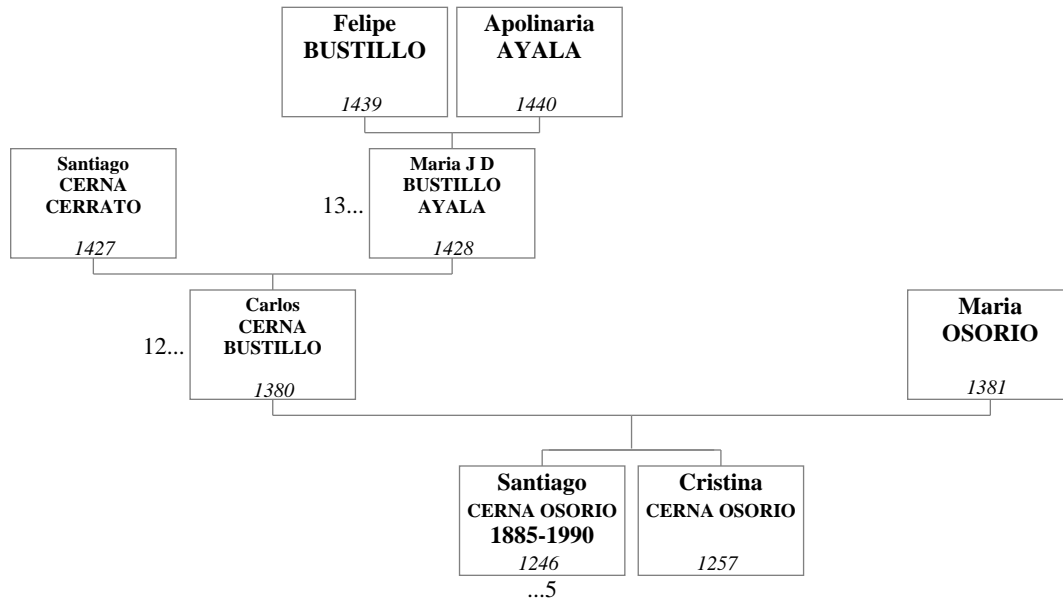 Felipe
BUSTILLO
1439
Apolinaria
AYALA
1440
Santiago
CERNA
CERRATO
1427
13...
Maria J D
BUSTILLO
AYALA
1428
12...
Carlos
CERNA
BUSTILLO
1380
Maria
OSORIO
1381
Santiago
CERNA OSORIO
1885-1990
1246
...5
Cristina
CERNA OSORIO
1257